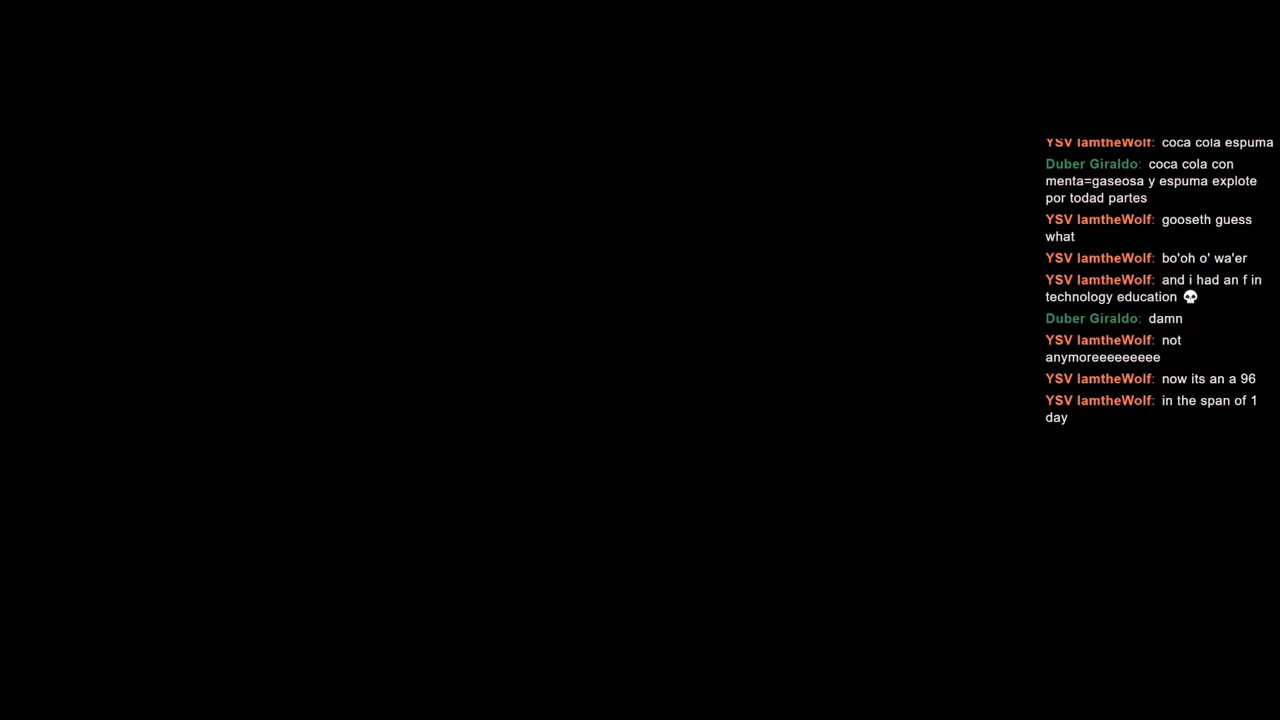 YSV IamtheWolf: coca cola espuma
Duber Giraldo: coca cola con
menta=gaseosa y espuma explote
por todad partes
YSV IamtheWolf: gooseth guess
what
YSV IamtheWolf: bo'oh o' wa'er
YSV IamtheWolf: and i had an f in
technology education 💀
Duber Giraldo: damn
YSV IamtheWolf: not
anymoreeeeeeeee
YSV IamtheWolf: now its an a 96
YSV IamtheWolf: in the span of 1
day